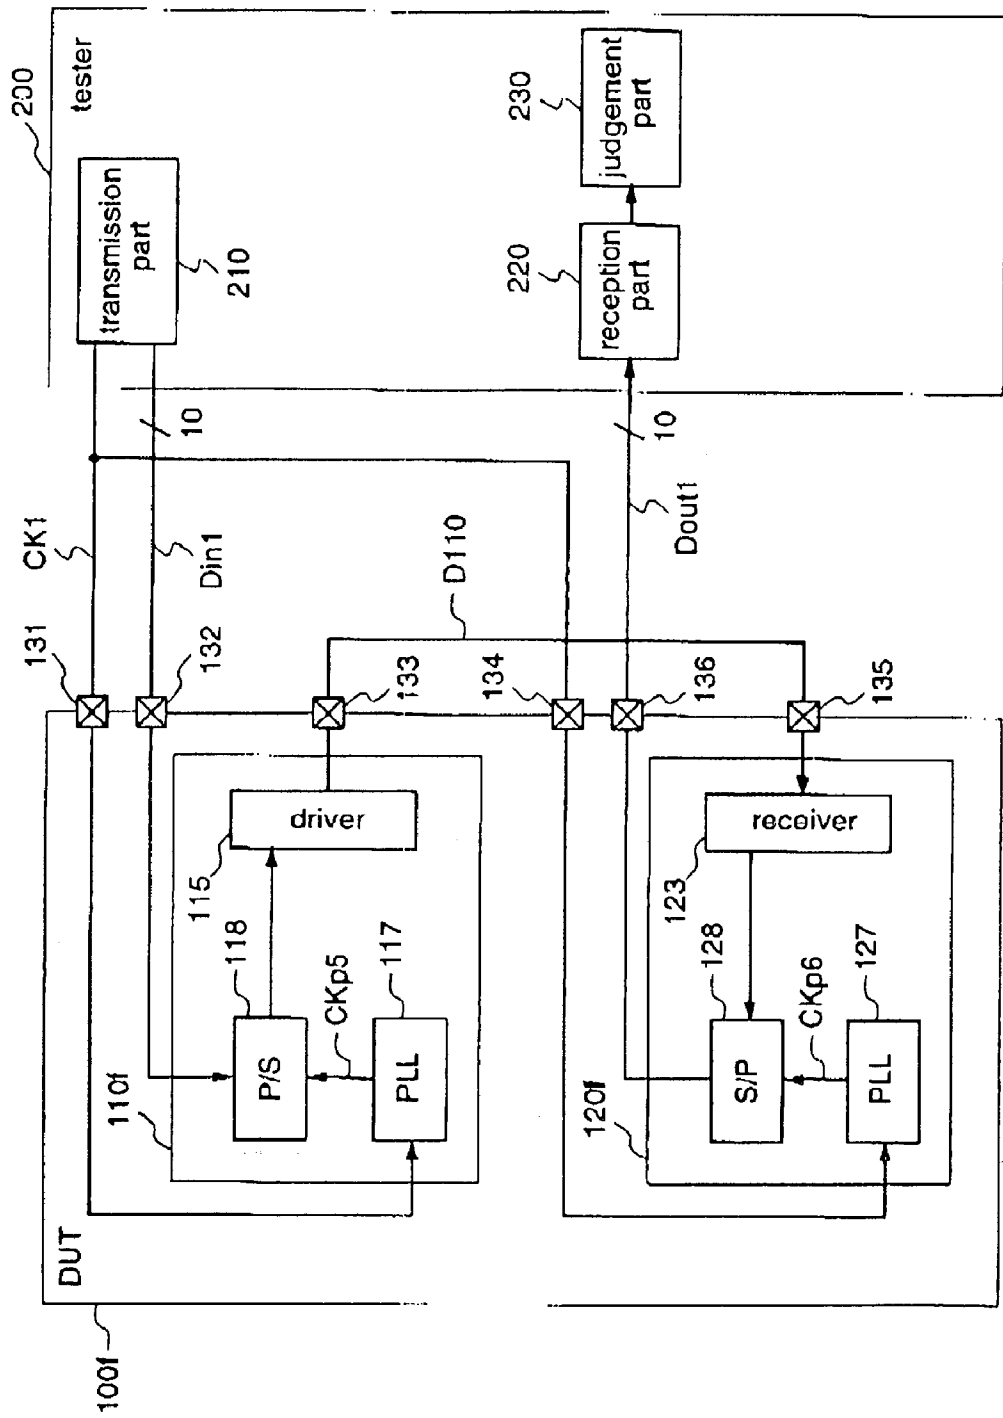 200
tester
transmission
part
210
230
judgement
part
220
reception
part
CK1
10
Din1
10
Dout1
D110
131
132
133
134
136
135
driver
115
receiver
123
118
P/S
CKp5
117
PLL
110f
128
S/P
CKp6
127
PLL
120f
DUT
100f